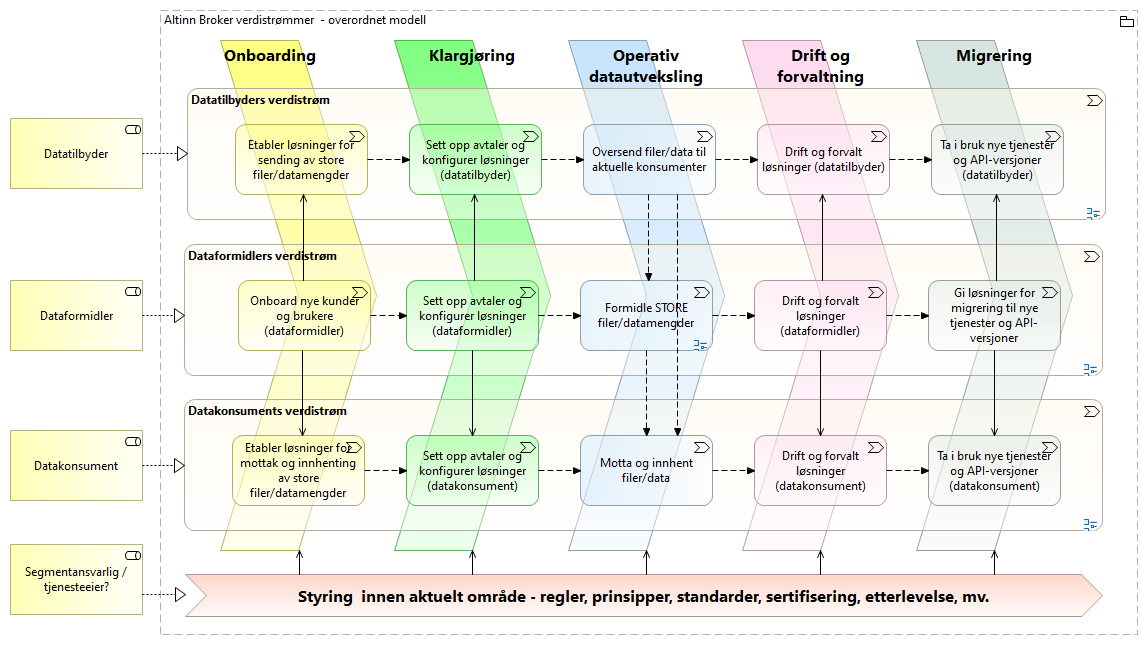 Altinn Broker verdistrømmer  - overordnet modell
Onboarding
Klargjøring
Operativ
datautveksling
Drift og
forvaltning
Migrering
Datatilbyder
Datatilbyders verdistrøm
Etabler løsninger for
sending av store
filer/datamengder
Sett opp avtaler og
konfigurer løsninger
(datatilbyder)
Oversend filer/data til
aktuelle konsumenter
Drift og forvalt
løsninger (datatilbyder)
Ta i bruk nye tjenester
og API-versjoner
(datatilbyder)
Dataformidler
Dataformidlers verdistrøm
Onboard nye kunder
og brukere
(dataformidler)
Sett opp avtaler og
konfigurer løsninger
(dataformidler)
Formidle STORE
filer/datamengder
Drift og forvalt
løsninger
(dataformidler)
Gi løsninger for
migrering til nye
tjenester og API-
versjoner
Datakonsument
Datakonsuments verdistrøm
Etabler løsninger for
mottak og innhenting
av store
filer/datamengder
Sett opp avtaler og
konfigurer løsninger
(datakonsument)
Motta og innhent
filer/data
Drift og forvalt
løsninger
(datakonsument)
Ta i bruk nye tjenester
og API-versjoner
(datakonsument)
Segmentansvarlig /
tjenesteeier?
Styring  innen aktuelt område - regler, prinsipper, standarder, sertifisering, etterlevelse, mv.